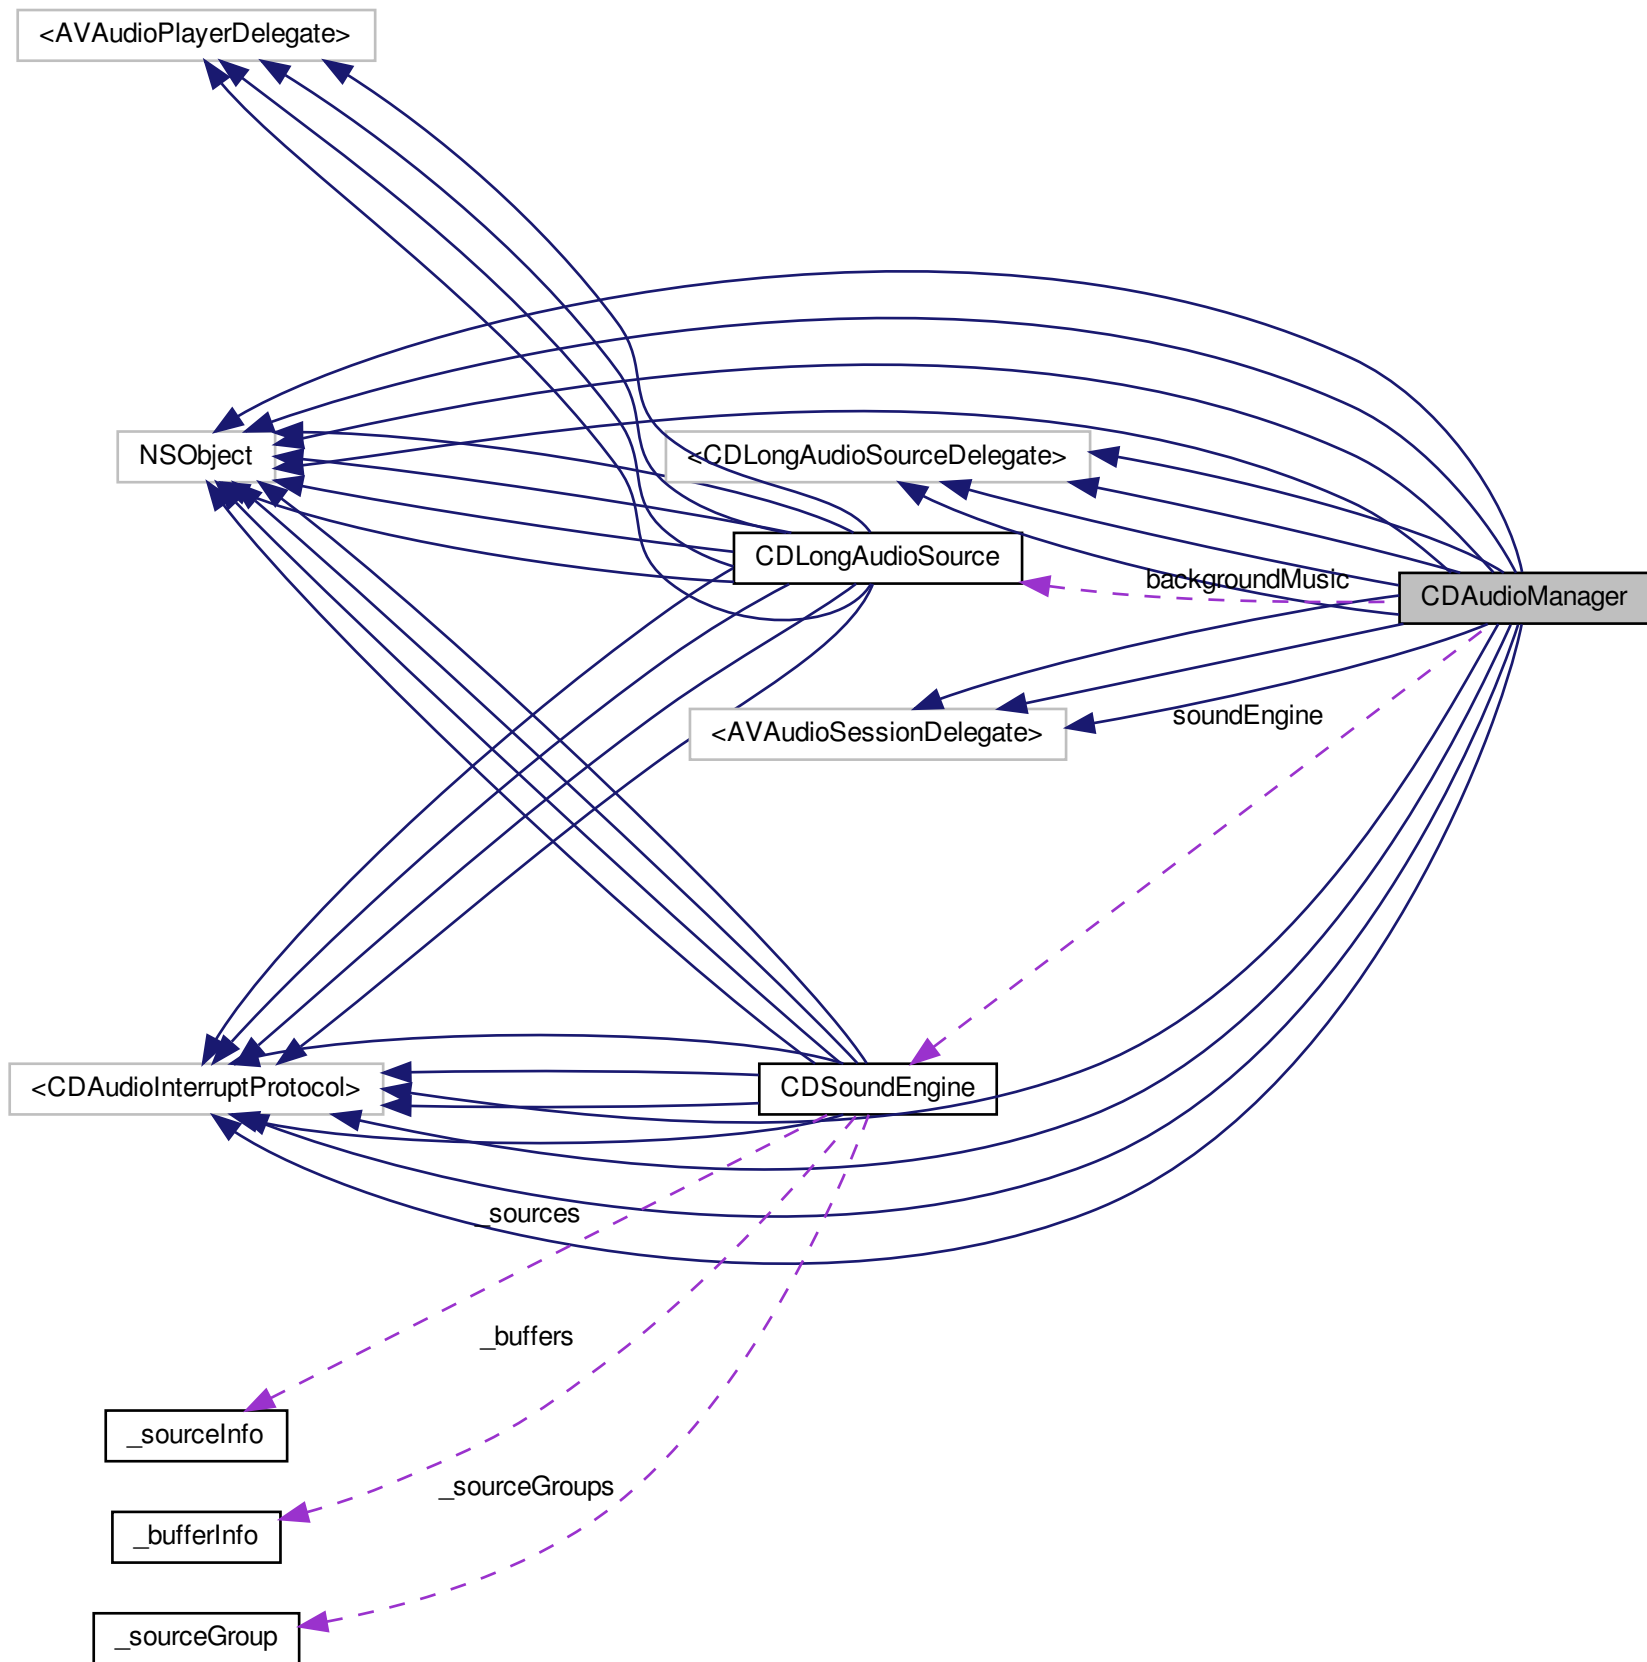 <AVAudioPlayerDelegate>
NSObject
<CDLongAudioSourceDelegate>
CDLongAudioSource
backgroundMusic
CDAudioManager
soundEngine
<AVAudioSessionDelegate>
<CDAudioInterruptProtocol>
CDSoundEngine
_sources
_buffers
_sourceInfo
_sourceGroups
_bufferInfo
_sourceGroup